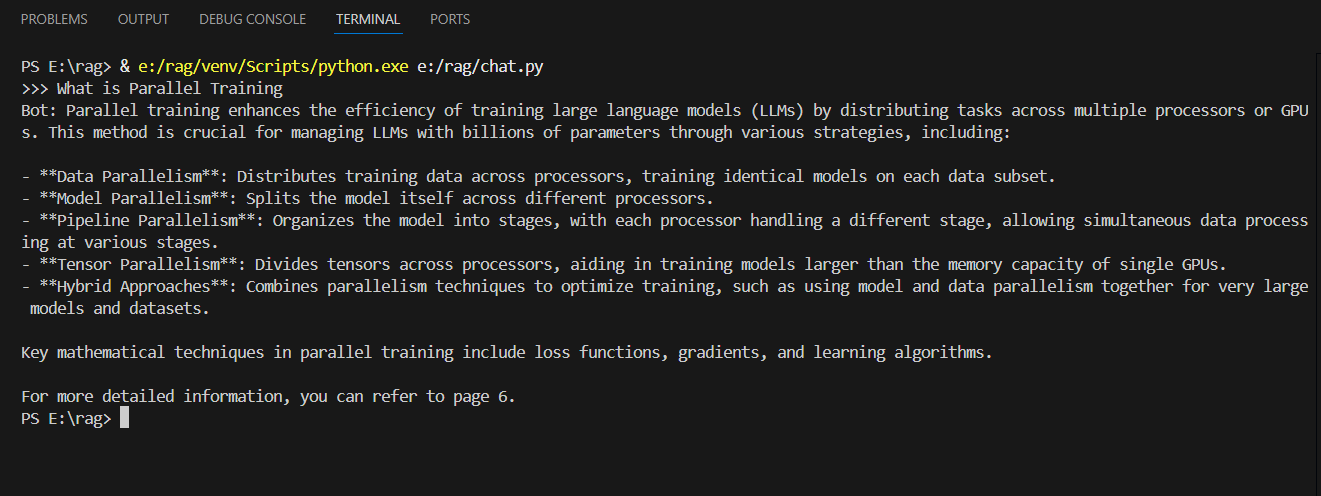 PROBLEMS OUTPUT DEBUG CONSOLE TERMINAL PORTS
PS E:\rag> & e:/rag/venv/Scripts/python.exe e:/rag/chat.py
>>> What is Parallel Training
Bot: Parallel training enhances the efficiency of training large language models (LLMs) by distributing tasks across multiple processors or GPU
s. This method is crucial for managing LLMs with billions of parameters through various strategies, including:
- **Data Parallelism**: Distributes training data across processors, training identical models on each data subset.
- **Model Parallelism**: Splits the model itself across different processors.
- **Pipeline Parallelism**: Organizes the model into stages, with each processor handling a different stage, allowing simultaneous data process
ing at various stages.
- **Tensor Parallelism**: Divides tensors across processors, aiding in training models larger than the memory capacity of single GPUs.
- **Hybrid Approaches**: Combines parallelism techniques to optimize training, such as using model and data parallelism together for very large
models and datasets.
Key mathematical techniques in parallel training include loss functions, gradients, and learning algorithms.
For more detailed information, you can refer to page 6.
PS E:\rag>